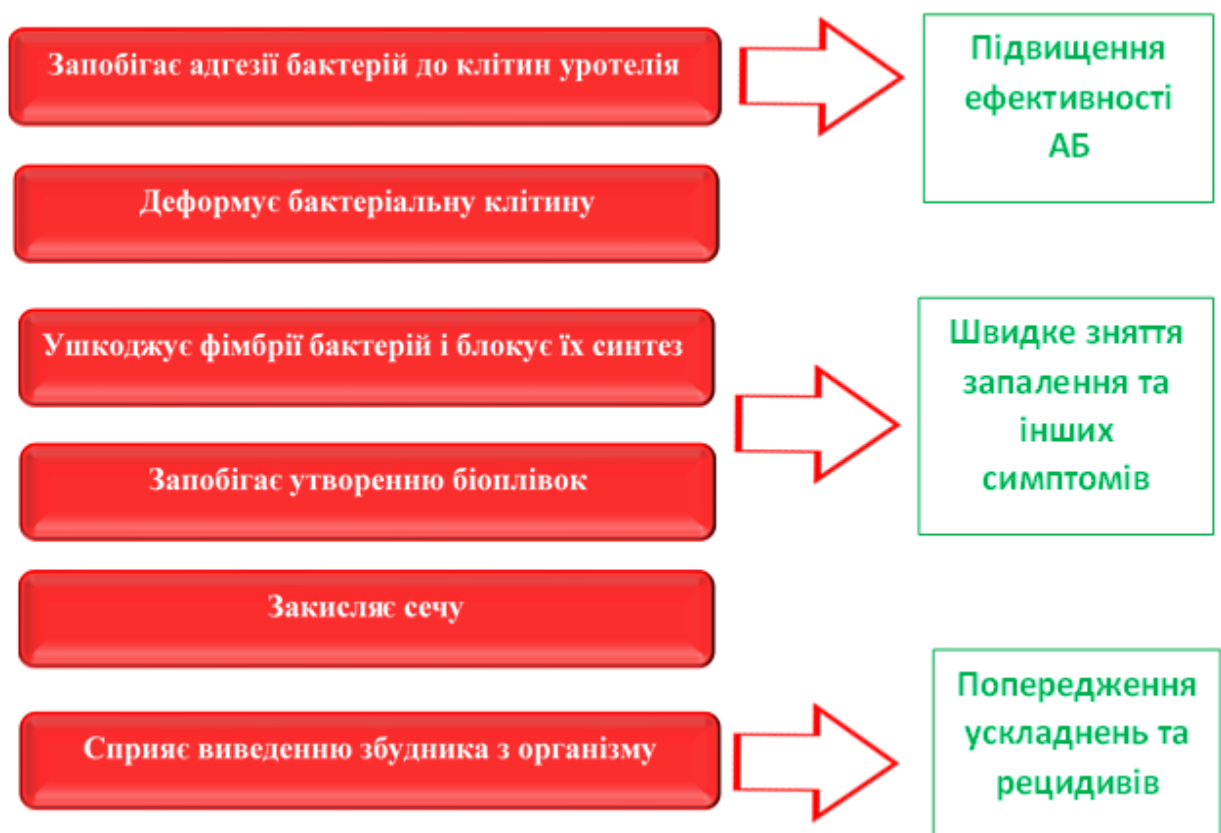 Запобігає адгезії бактерій до клітин уротелія
Підвищення
ефективності
АБ
Деформує бактеріальну клітину
Ушкоджує фімбрії бактерій і блокує їх синтез
Швидке зняття
запалення та
інших
симптомів
Запобігає утворенню біоплівок
Закисляє сечу
Сприяє виведенню збудника з організму
Попередження
ускладнень та
рецидивів